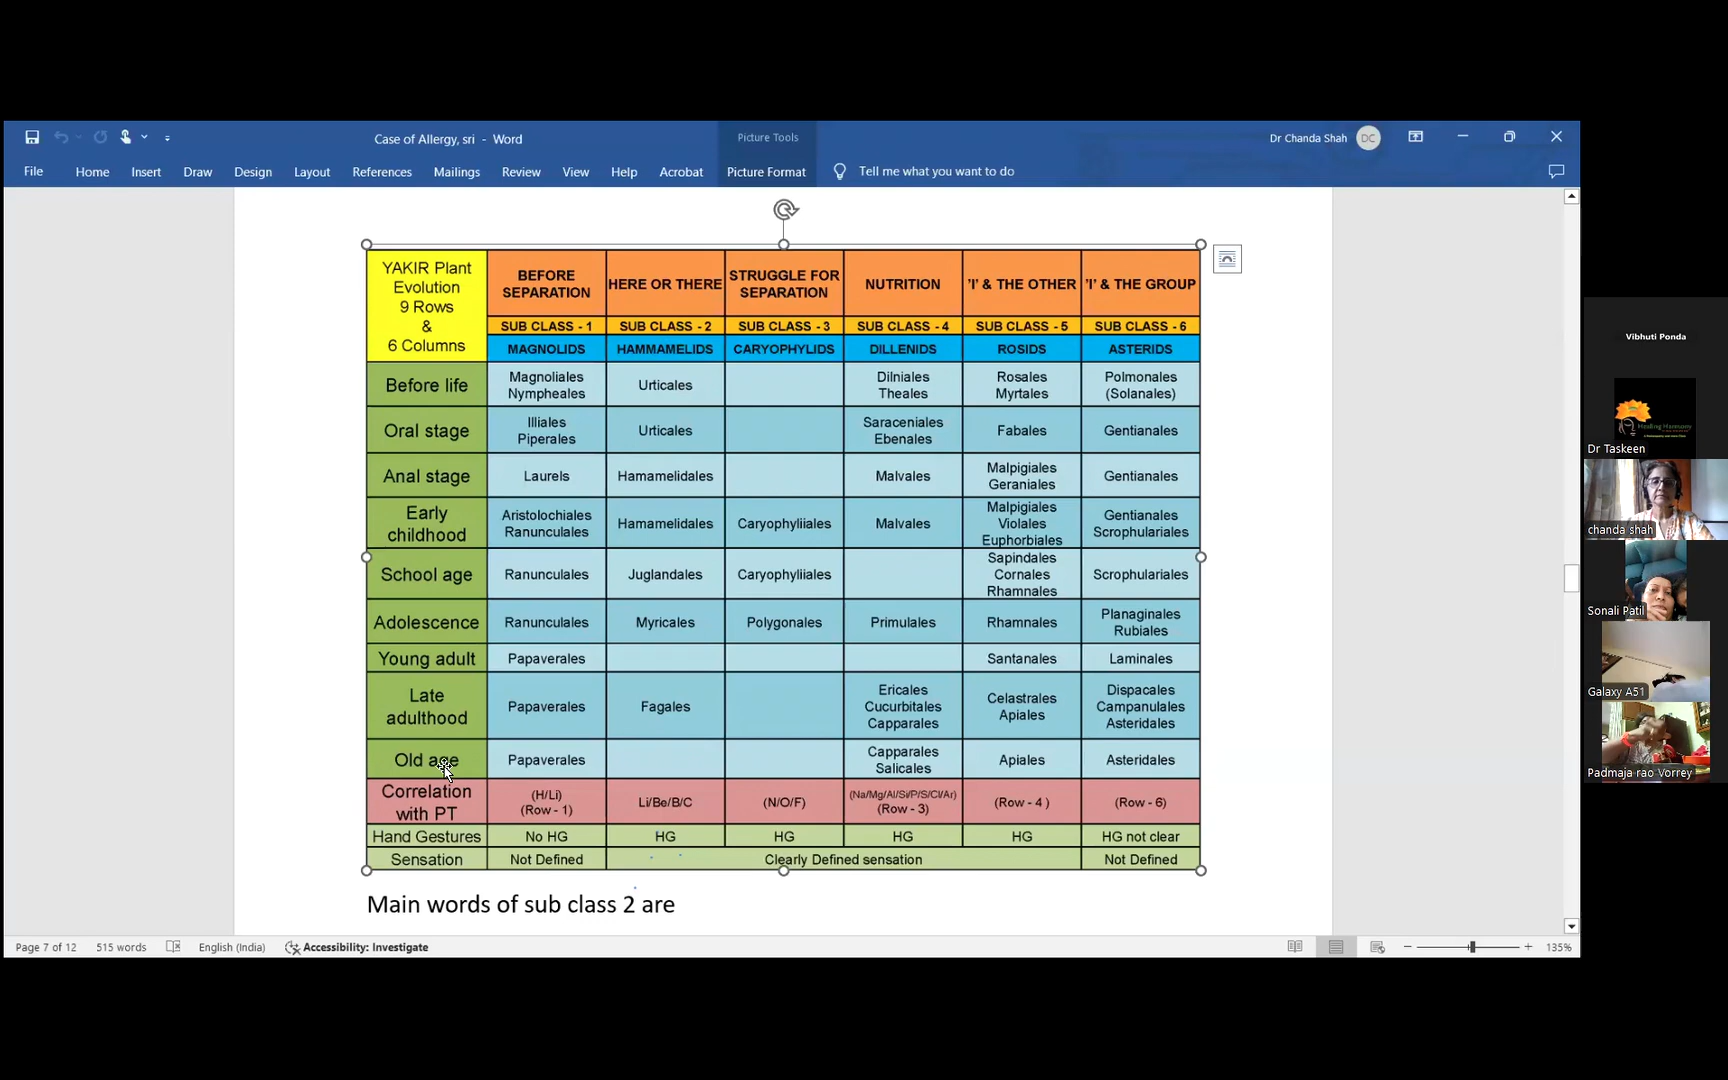 Case of Allergy, sri - Word
Picture Tools
Dr Chanda Shah
DC
File
Home
Insert
Draw
Design
Layout
References
Mailings
Review
View
Help
Acrobat
Picture Format
Tell me what you want to do
YAKIR Plant
Evolution
9 Rows
&
6 Columns
BEFORE
SEPARATION
HERE OR THERE
STRUGGLE FOR
SEPARATION
NUTRITION
'I' & THE OTHER
'I' & THE GROUP
SUB CLASS - 1
SUB CLASS - 2
SUB CLASS - 3
SUB CLASS - 4
SUB CLASS - 5
SUB CLASS - 6
MAGNOLIDS
HAMMAMELIDS
CARYOPHYLIDS
DILLENIDS
ROSIDS
ASTERIDS
Before life
Magnoliales
Nympheales
Urticales
Dilniales
Theales
Rosales
Myrtales
Polmonales
(Solanales)
Oral stage
Illiales
Piperales
Urticales
Saraceniales
Ebenales
Fabales
Gentianales
Anal stage
Laurels
Hamamelidales
Malvales
Malpigiales
Geraniales
Gentianales
Early
childhood
Aristolochiales
Ranunculales
Hamamelidales
Caryophyliiales
Malvales
Malpigiales
Violales
Euphorbiales
Gentianales
Scrophulariales
School age
Ranunculales
Juglandales
Caryophyliiales
Sapindales
Cornales
Rhamnales
Scrophulariales
Adolescence
Ranunculales
Myricales
Polygonales
Primulales
Rhamnales
Planaginales
Rubiales
Young adult
Papaverales
Santanales
Laminales
Late
adulthood
Papaverales
Fagales
Ericales
Cucurbitales
Capparales
Celastrales
Apiales
Dispacales
Campanulales
Asteridales
Old age
Papaverales
Capparales
Salicales
Apiales
Asteridales
Correlation
with PT
(H/Li)
(Row - 1)
Li/Be/B/C
(N/O/F)
(Na/Mg/Al/Si/P/S/Cl/Ar)
(Row - 3)
(Row - 4 )
(Row - 6)
Hand Gestures
No HG
HG
HG
HG
HG
HG not clear
Sensation
Not Defined
Clearly Defined sensation
Not Defined
Main words of sub class 2 are
Page 7 of 12
515 words
English (India)
Accessibility: Investigate
135%
Vibhuti Ponda
Healing Harmony
Dr Taskeen
chanda shah
Sonali Patil
Galaxy A51
Padmaja rao Vorrey